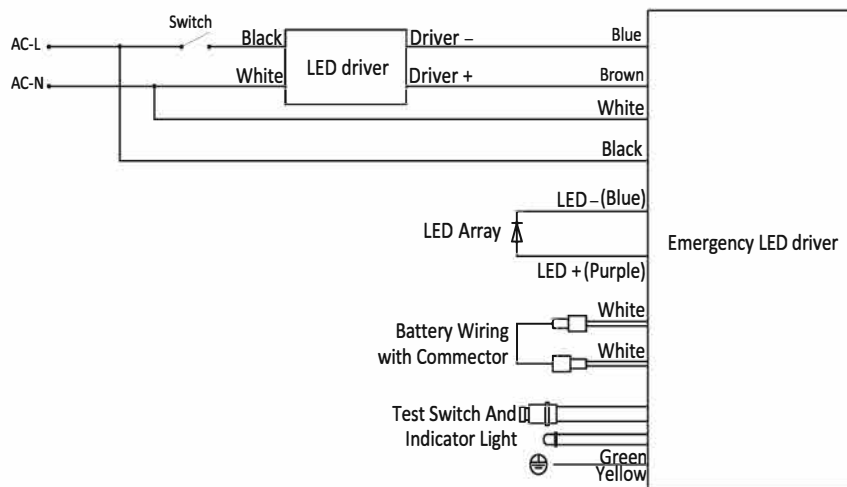 Switch
AC-L
Black
Driver –
Blue
LED driver
AC-N
White
Driver +
Brown
White
Black
LED – (Blue)
LED Array
Emergency LED driver
LED + (Purple)
White
Battery Wiring
with Commector
White
Test Switch And
Indicator Light
Green
Yellow